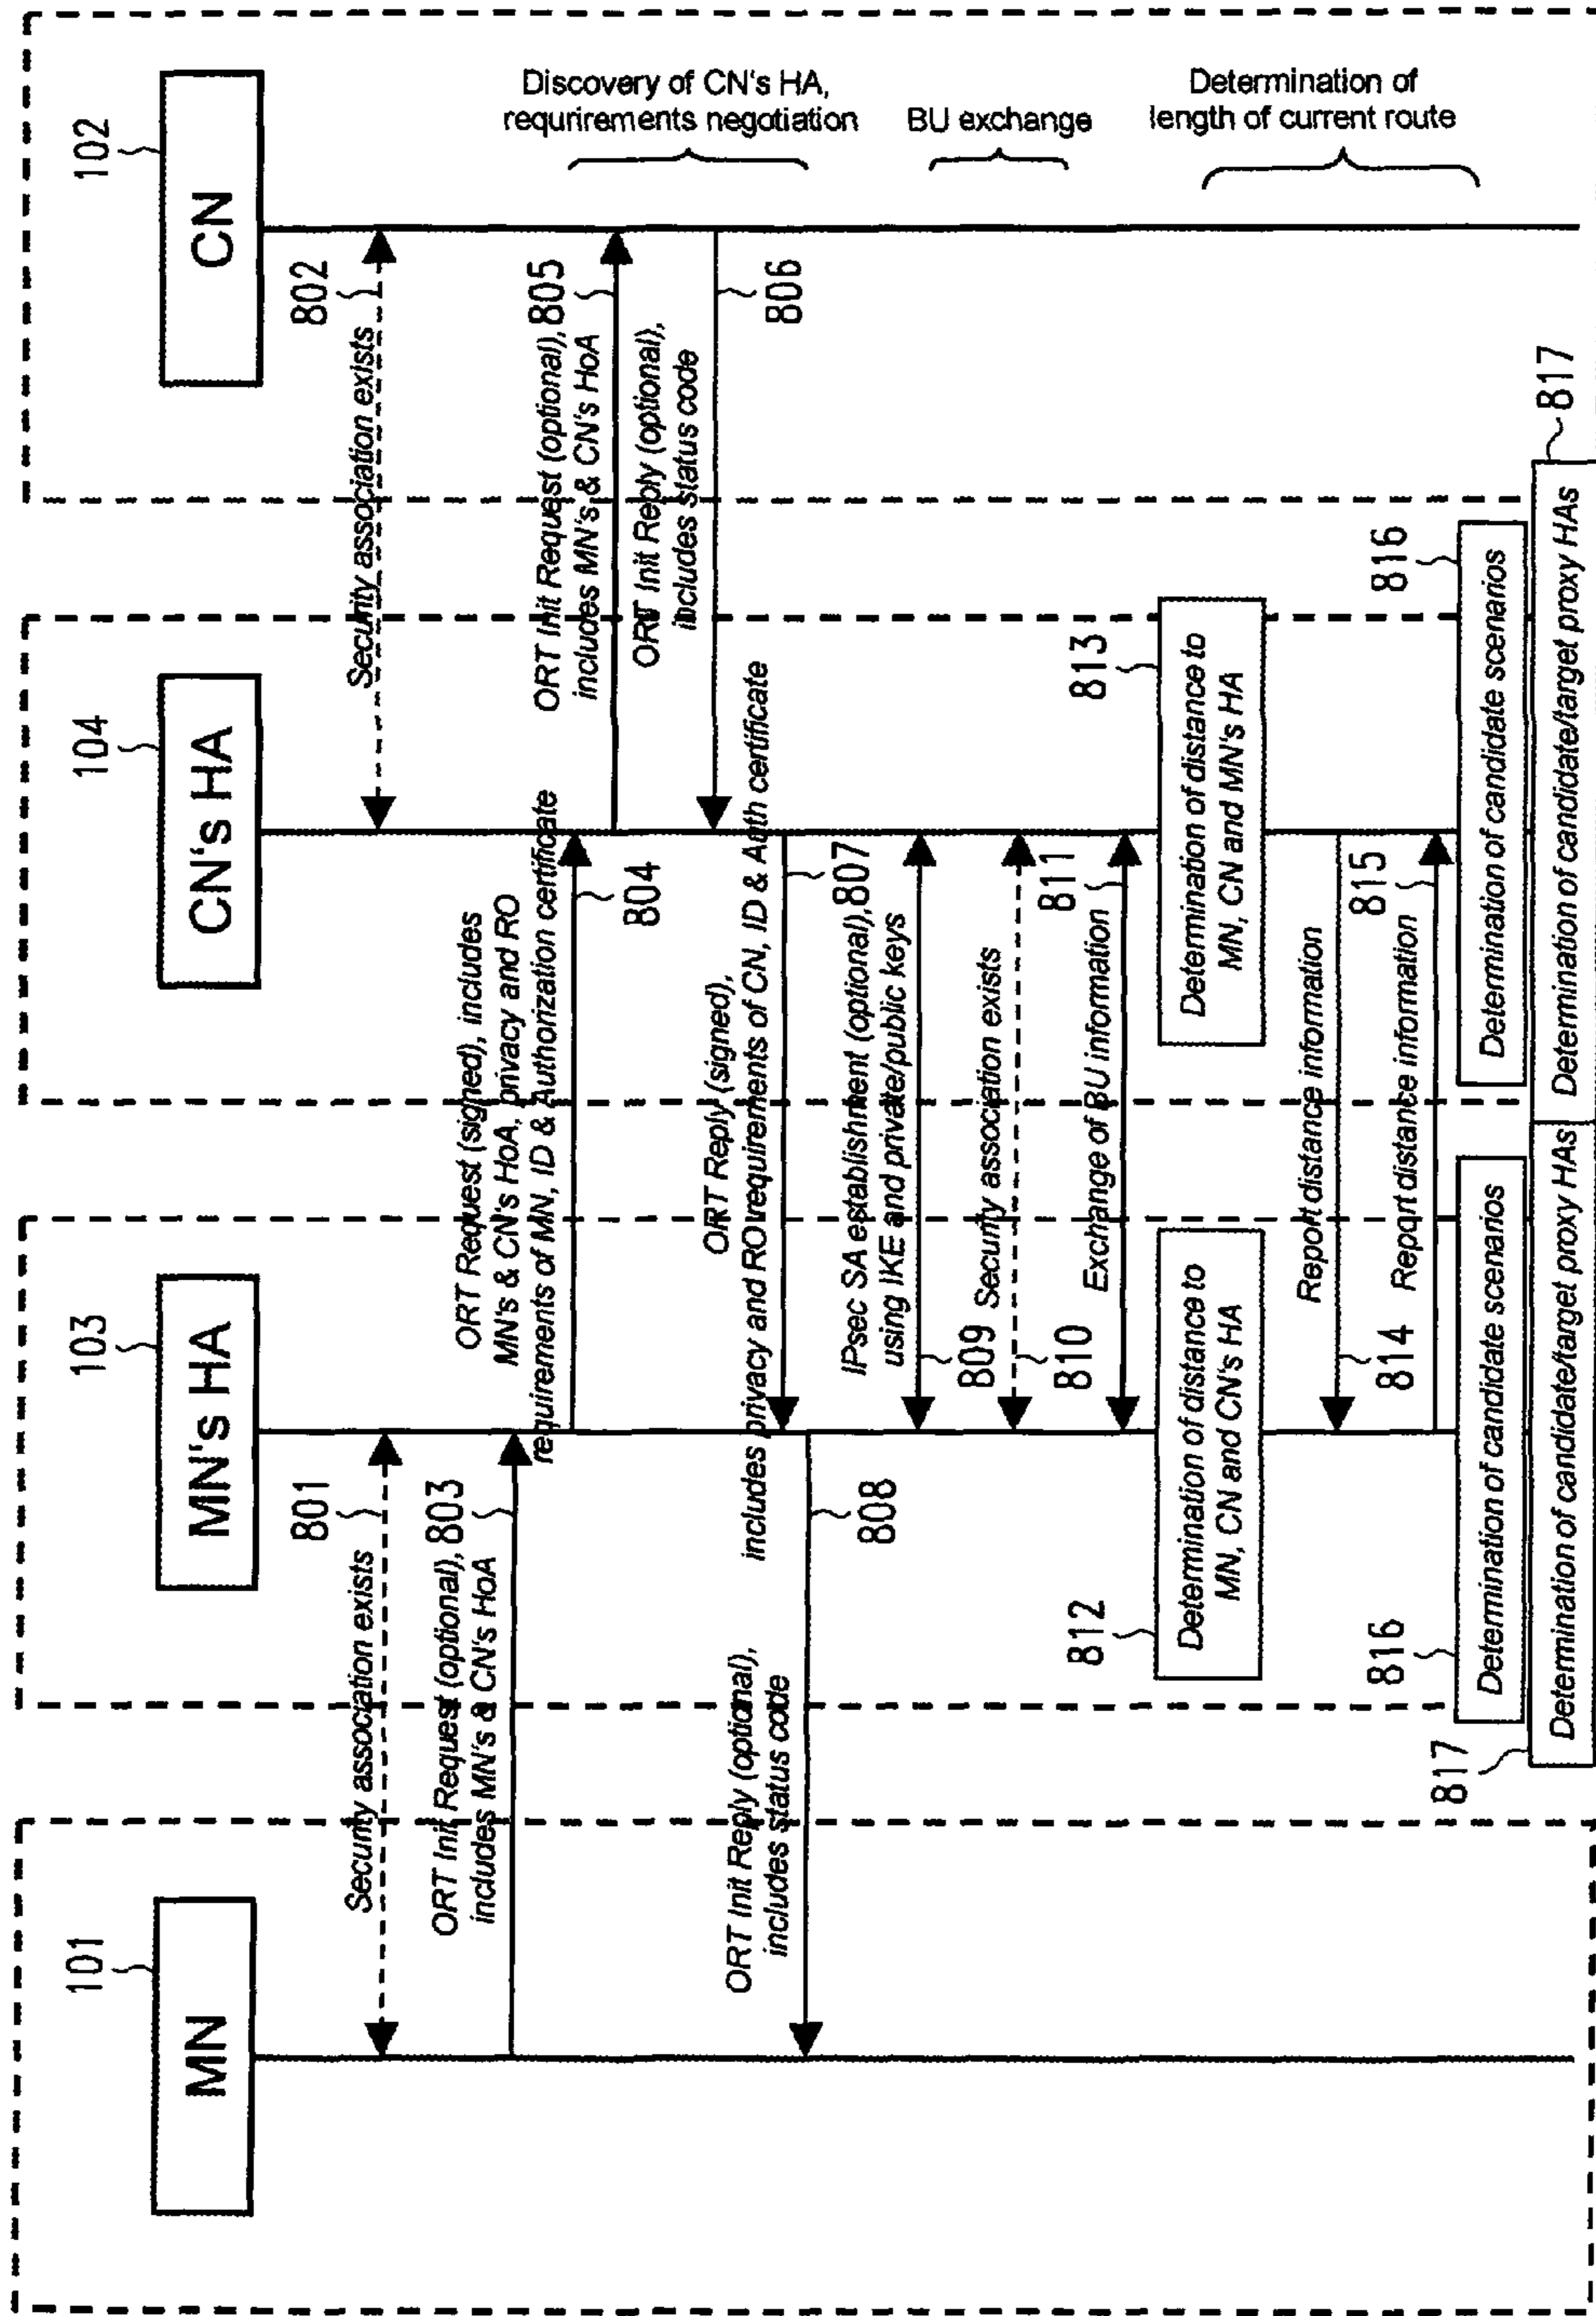 MN
101
MN's HA
103
CN's HA
104
CN
102
Security association exists
801
Security association exists
802
ORT Init Request (optional),
includes MN's & CN's HoA
803
ORT Request (signed), includes
MN's & CN's HoA, privacy and RO
requirements of MN, ID & Authorization certificate
804
ORT Init Request (optional),
includes MN's & CN's HoA
805
ORT Init Reply (optional),
includes status code
806
Discovery of CN's HA,
requrirements negotiation
ORT Reply (signed),
includes privacy and RO requirements of CN, ID & Auth certificate
807
ORT Init Reply (optional),
includes status code
808
IPsec SA establishment (optional),
using IKE and private/public keys
809
Security association exists
810
Exchange of BU information
811
BU exchange
812
Determination of distance to
MN, CN and CN's HA
813
Determination of distance to
MN, CN and MN's HA
Report distance information
814
Report distance information
815
Determination of
length of current route
816
Determination of candidate scenarios
816
Determination of candidate scenarios
817
Determination of candidate/target proxy HAs
Determination of candidate/target proxy HAs
817